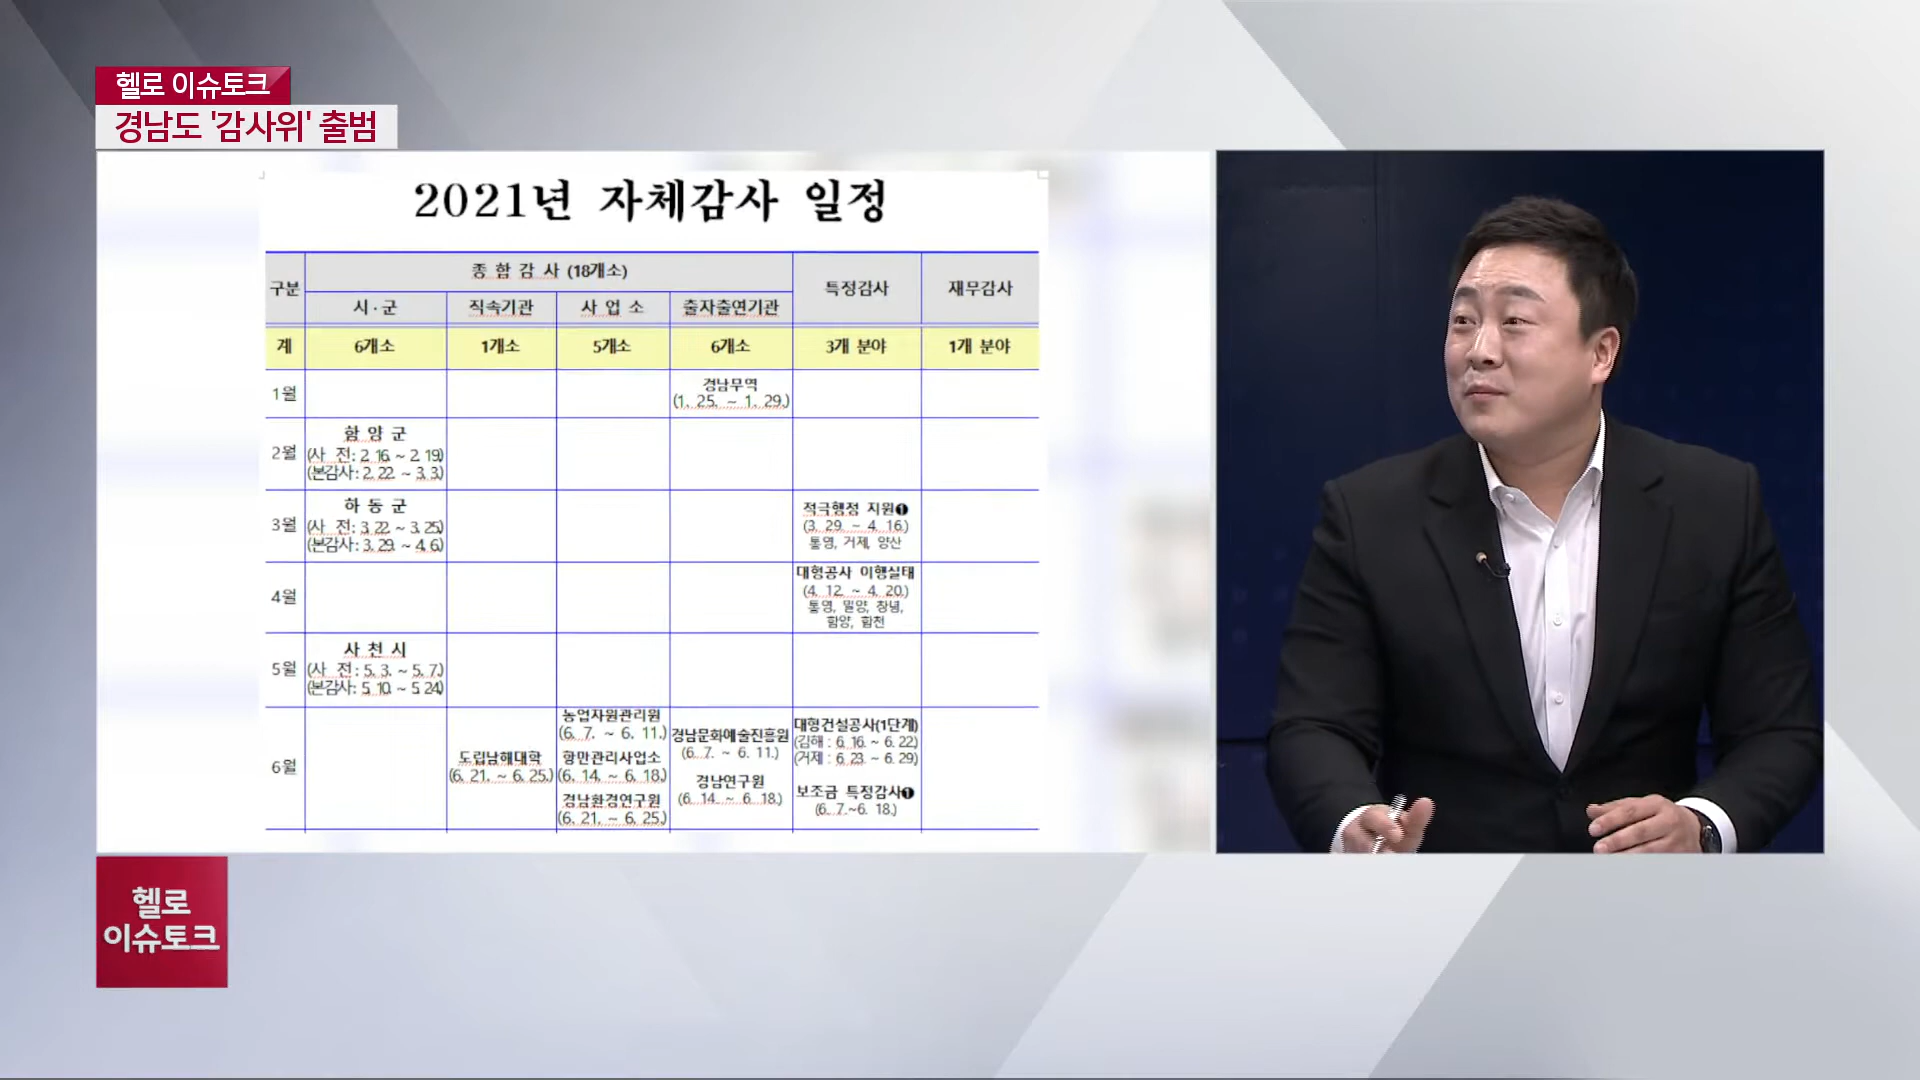 헬로 이슈토크
경남도 '감사위' 출범
2021년 자체감사 일정
구분
종 합 감 사 (18개소)
특정감사
재무감사
시·군
직속기관
사 업 소
출자출연기관
계
6개소
1개소
5개소
6개소
3개 분야
1개 분야
1월
경남무역
(1. 25. ~ 1. 29.)
2월
함 양 군
(사 전: 2. 16. ~ 2. 19)
(본감사: 2. 22. ~ 3. 3.)
3월
하 동 군
(사 전: 3. 22. ~ 3. 25)
(본감사: 3. 29. ~ 4. 6.)
적극행정 지원❶
(3. 29. ~ 4. 16.)
통영, 거제, 양산
4월
대형공사 이행실태
(4. 12. ~ 4. 20.)
통영, 밀양, 창녕,
함양, 합천
5월
사 천 시
(사 전: 5. 3. ~ 5. 7.)
(본감사: 5. 10. ~ 5. 24)
6월
도립남해대학
(6. 21. ~ 6. 25.)
농업자원관리원
(6. 7. ~ 6. 11.)
항만관리사업소
(6. 14. ~ 6. 18.)
경남환경연구원
(6. 21. ~ 6. 25.)
경남문화예술진흥원
(6. 7. ~ 6. 11.)
경남연구원
(6. 14. ~ 6. 18.)
대형건설공사(1단계)
(김해 : 6. 16. ~ 6. 22)
(거제 : 6. 23. ~ 6. 29)
보조금 특정감사❶
(6. 7.~6. 18.)
헬로
이슈토크